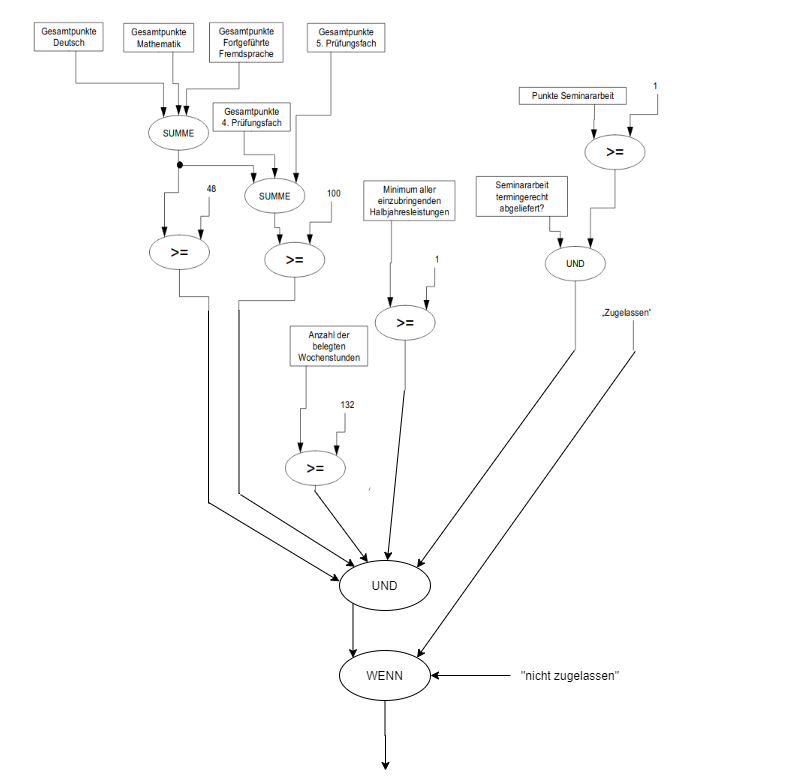 Gesamtpunkte
Deutsch
Gesamtpunkte
Mathematik
Gesamtpunkte
Fortgeführte
Fremdsprache
Gesamtpunkte
5. Prüfungsfach
Punkte Seminararbeit
1
Gesamtpunkte
4. Prüfungsfach
SUMME
>=
Seminararbeit
termingerecht
abgeliefert?
Minimum aller
einzubringenden
Halbjahresleistungen
48
SUMME
100
>=
>=
1
UND
>=
„Zugelassen“
Anzahl der
belegten
Wochenstunden
132
>=
UND
WENN
"nicht zugelassen"